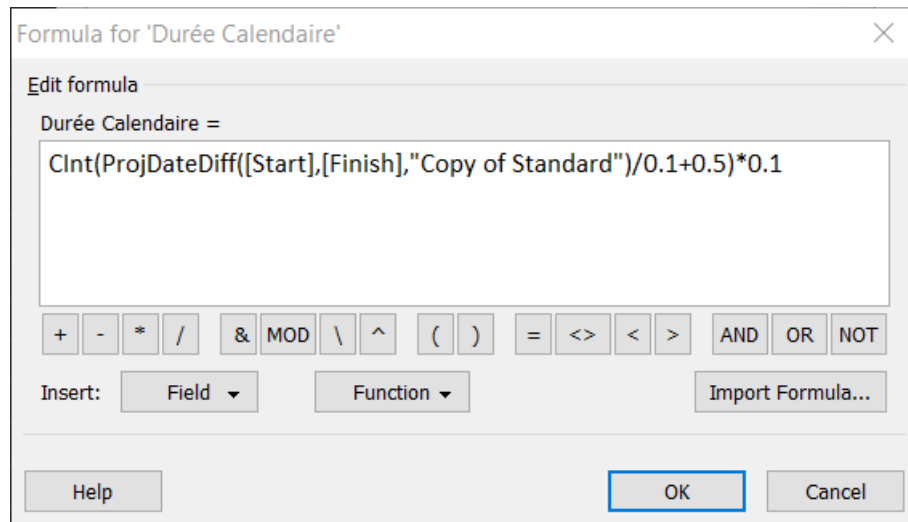 Formula for 'Durée Calendaire'
Edit formula
Durée Calendaire =
CInt(ProjDateDiff([Start],[Finish],"Copy of Standard")/0.1+0.5)*0.1
+ - * / & MOD \ ^ ( ) = <> < > AND OR NOT
Insert: Field Function Import Formula...
Help OK Cancel